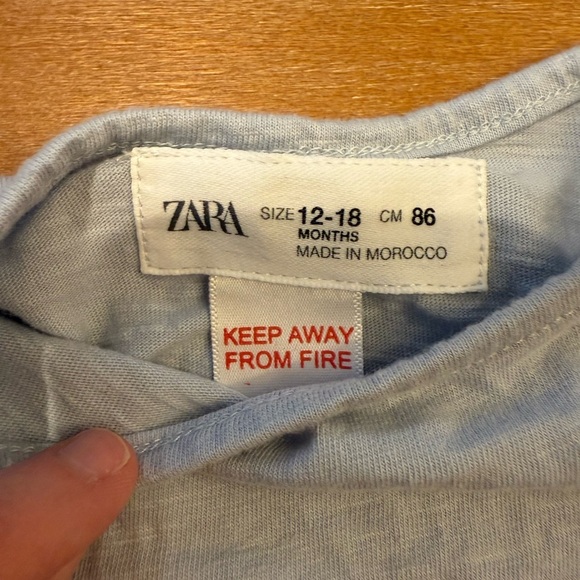 ZARA SIZE 12-18 CM 86
MONTHS
MADE IN MOROCCO
KEEP AWAY
FROM FIRE